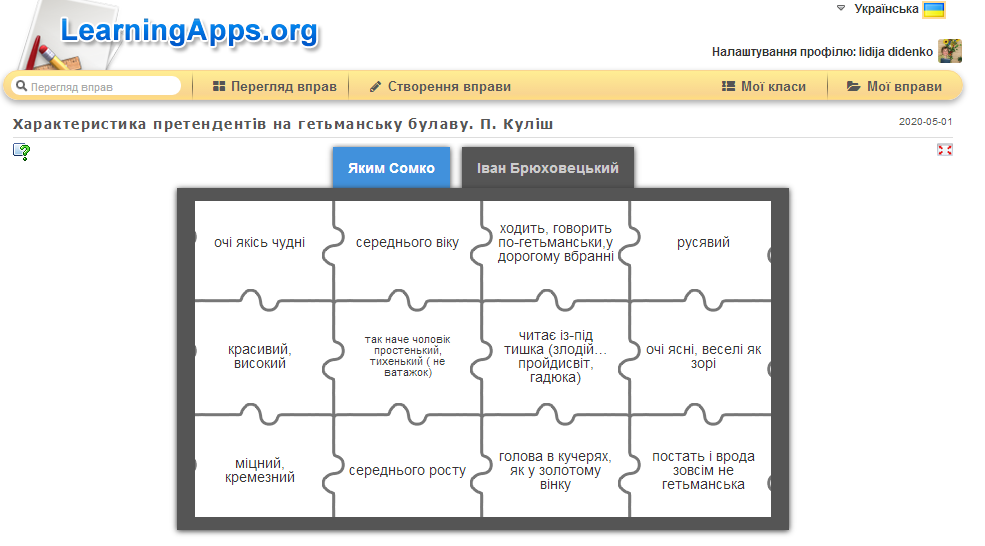 Українська
LearningApps.org
Налаштування профілю: lidija didenko
Перегляд вправ
Перегляд вправ
Створення вправи
Мої класи
Мої вправи
Характеристика претендентів на гетьманську булаву. П. Куліш
2020-05-01
Яким Сомко
Іван Брюховецький
очі якісь чудні
середнього віку
ходить, говорить
по-гетьманськи,у
дорогому вбранні
русявий
красивий,
високий
так наче чоловік
простенький,
тихенький ( не
ватажок)
читає із-під
тишка (злодій...
пройдисвіт,
гадюка)
очі ясні, веселі як
зорі
міцний,
кремезний
середнього росту
голова в кучерях,
як у золотому
вінку
постать і врода
зовсім не
гетьманська